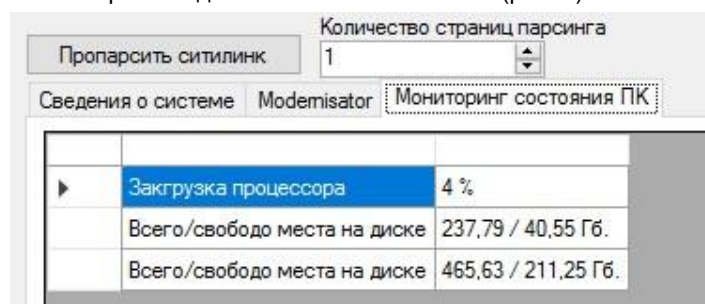 Количество страниц парсинга
Пропарсить ситилинк 1
Сведения о системе Modernisator Мониторинг состояния ПК
Закгрузка процессора 4 %
Всего/свободо места на диске 237,79 / 40,55 Гб.
Всего/свободо места на диске 465,63 / 211,25 Гб.